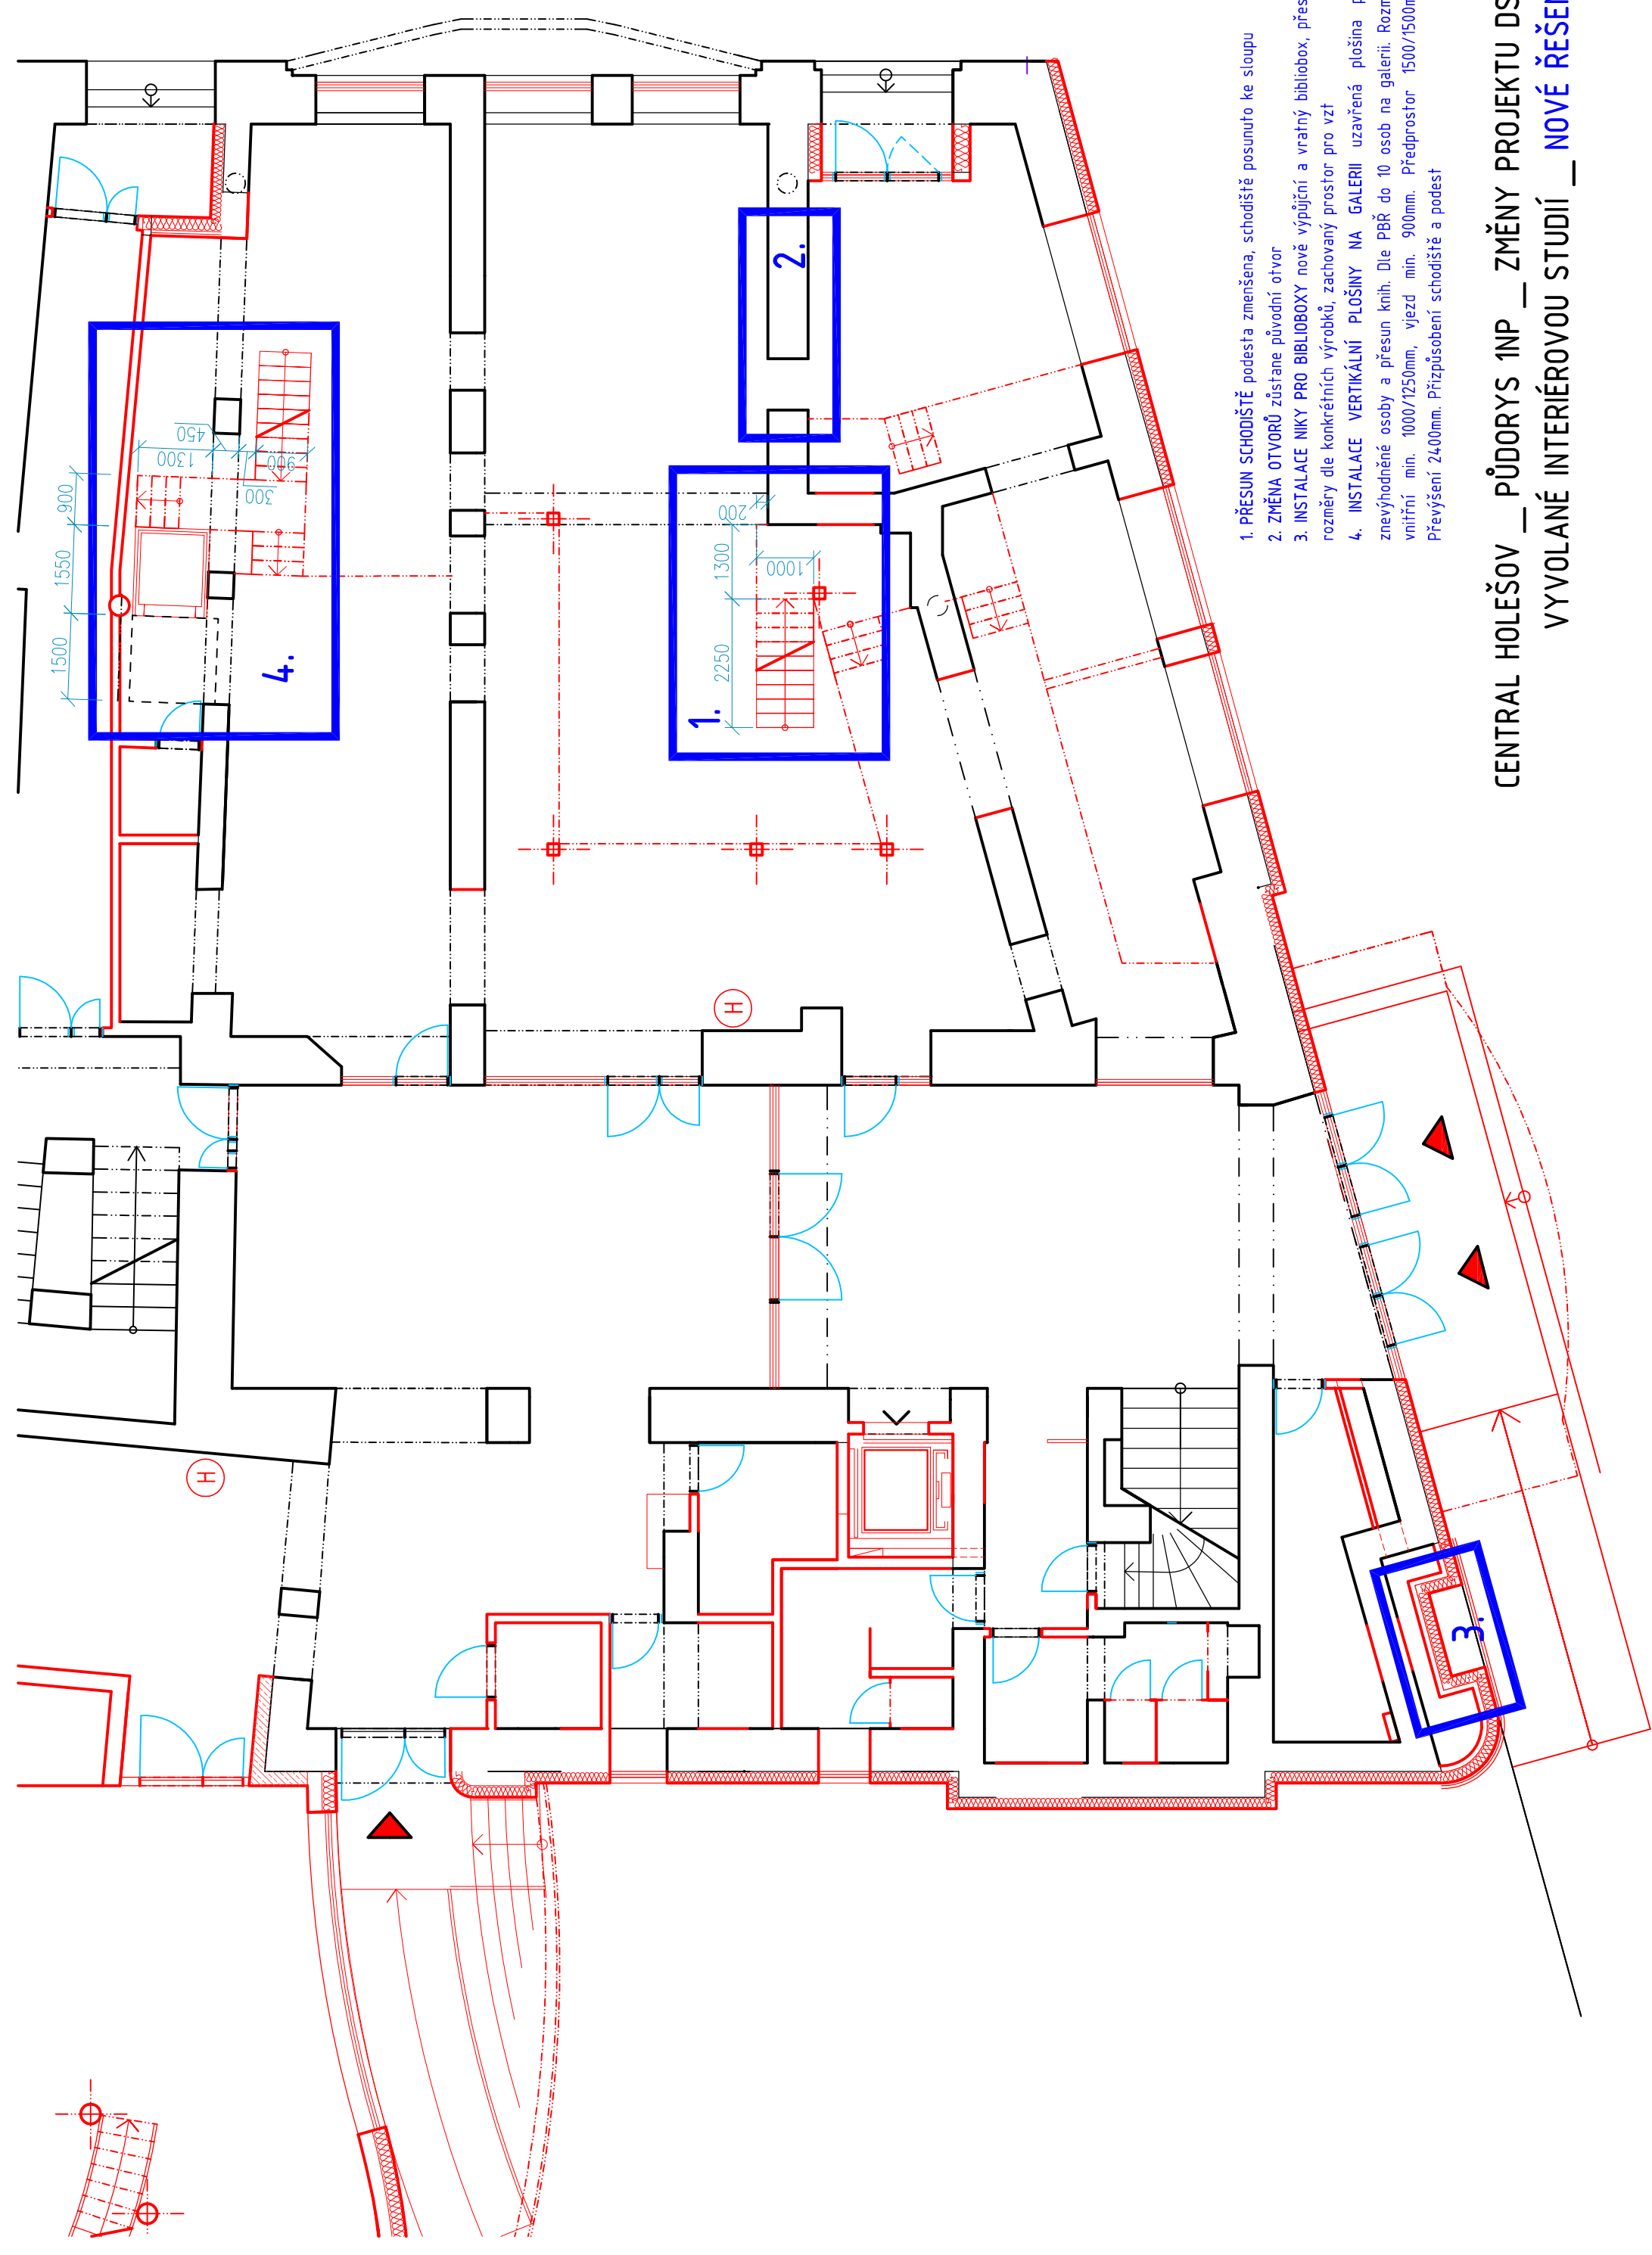 1. PŘESUN SCHODIŠTĚ podesta zmenšena, schodiště posunuto ke sloupu
2. ZMĚNA OTVORŮ zůstane původní otvor
3. INSTALACE NIKY PRO BIBLIOBOXY nově výpůjční a vratný bibliobox, přes
rozměry dle konkrétních výrobků, zachovaný prostor pro vzt
4. INSTALACE VERTIKÁLNÍ PLOŠINY NA GALERII uzavřená plošina p
znevýhodněné osoby a přesun knih. Dle PBŘ do 10 osob na galerii. Rozm
vnitřní min. 1000/1250mm, vjezd min. 900mm. Předprostor 1500/1500m
Převýšení 2400mm. Přizpůsobení schodiště a podest
CENTRAL HOLEŠOV _ PŮDORYS 1NP _ ZMĚNY PROJEKTU DS
VYVOLANÉ INTERIÉROVOU STUDIÍ _ NOVÉ ŘEŠEN
4.
1500
1550
900
1300
450
300
900
1.
2250
1300
200
1000
2.
3.
H
H